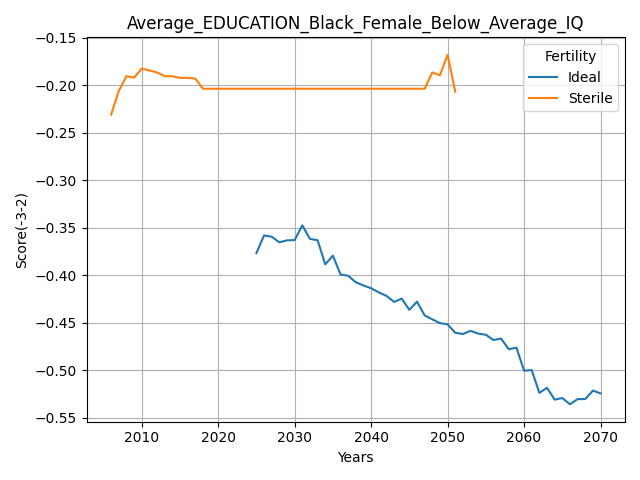 Average_EDUCATION_Black_Female_Below_Average_IQ
Score(-3-2)
−0.15
−0.20
−0.25
−0.30
−0.35
−0.40
−0.45
−0.50
−0.55
Fertility
Ideal
Sterile
2010 2020 2030 2040 2050 2060 2070
Years